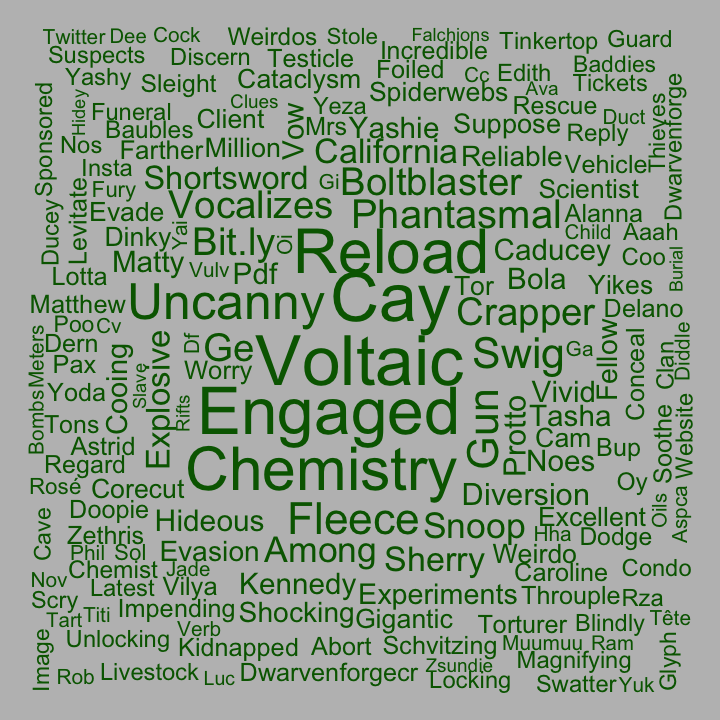 Twitter Dee Cock Weirdos Stole Falchions Tinkertop Guard
Suspects Discern Testicle Incredible Baddies
Yashy Sleight Cataclysm Foiled Cc Edith Tickets
Sponsored Hidey Funeral Client Clues Yeza Spiderwebs Ava Rescue Duct Thieves Dwarvenforge
Baubles Vow Mrs Yashie Suppose Reply
Nos Farther Million California Reliable Vehicle
Insta Shortsword Gi Boltblaster Scientist
Ducey Levitate Fury Evade Vocalizes Phantasmal Alanna
Dinky Yai Bit.ly Oi Reload Caducey Child Aaah
Lotta Matty Vulv Pdf Tor Bola Coo Burial
Matthew Uncanny Cay Crapper Yikes Delano
Poo Cv
Dern Df Ge Voltaic Swig Ga Fellow
Meters Pax Cooing Explosive Worry Conceal Clan Diddle
Yoda Slave Engaged Vivid
Bombs Tons Rifts Gun Protto Tasha
Astrid Cam Bup Soothe Website
Regard Chemistry Noes
Rosé Corecut Diversion Oy
Doopie Hideous Fleece Snoop Excellent Oils Aspca
Cave Zethris Hha Dodge
Phil Sol Evasion Among Sherry Weirdo
Chemist Jade Caroline Condo
Nov Latest Vilya Kennedy Experiments Throuple Rza
Scry
Tart Titi Impending Shocking Gigantic Torturer Blindly Tête
Verb
Unlocking Kidnapped Abort Schvitzing Muumuu Ram
Image Zsundie Magnifying Glyph
Rob Livestock Luc Dwarvenforgecr Locking Swatter Yuk